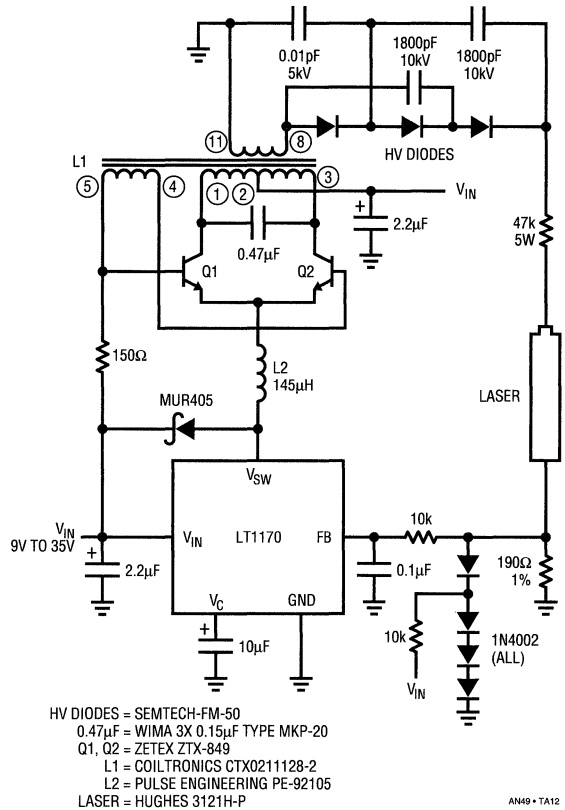 0.01pF
5kV
1800pF
10kV
1800pF
10kV
11
8
HV DIODES
L1
5
4
1
2
3
VIN
+
2.2µF
47k
5W
0.47µF
Q1
Q2
150Ω
L2
145µH
MUR405
LASER
VSW
VIN
9V TO 35V
VIN
LT1170
FB
10k
+
2.2µF
0.1µF
190Ω
1%
VC
GND
+
10µF
10k
1N4002
(ALL)
VIN
HV DIODES = SEMTECH-FM-50
0.47µF = WIMA 3X 0.15µF TYPE MKP-20
Q1, Q2 = ZETEX ZTX-849
L1 = COILTRONICS CTX0211128-2
L2 = PULSE ENGINEERING PE-92105
LASER = HUGHES 3121H-P
AN49 • TA12